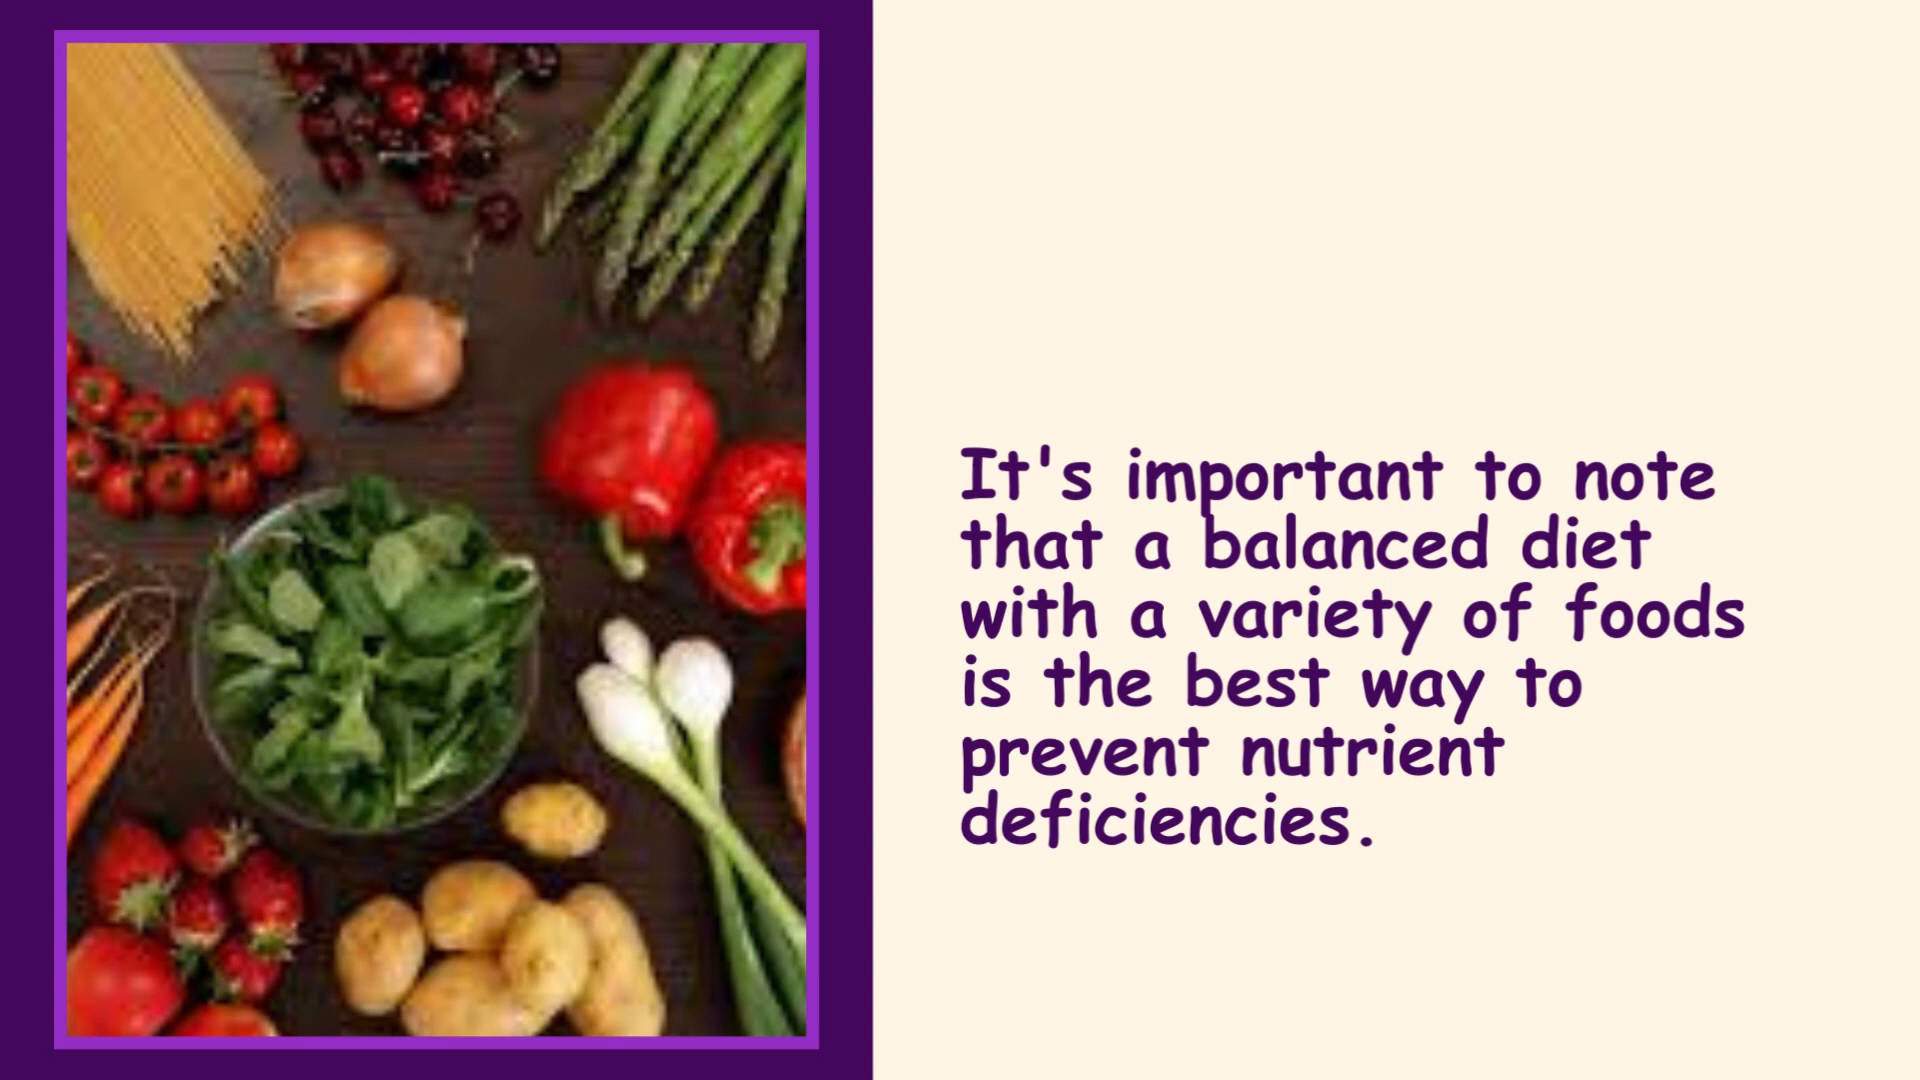 It's important to note
that a balanced diet
with a variety of foods
is the best way to
prevent nutrient
deficiencies.